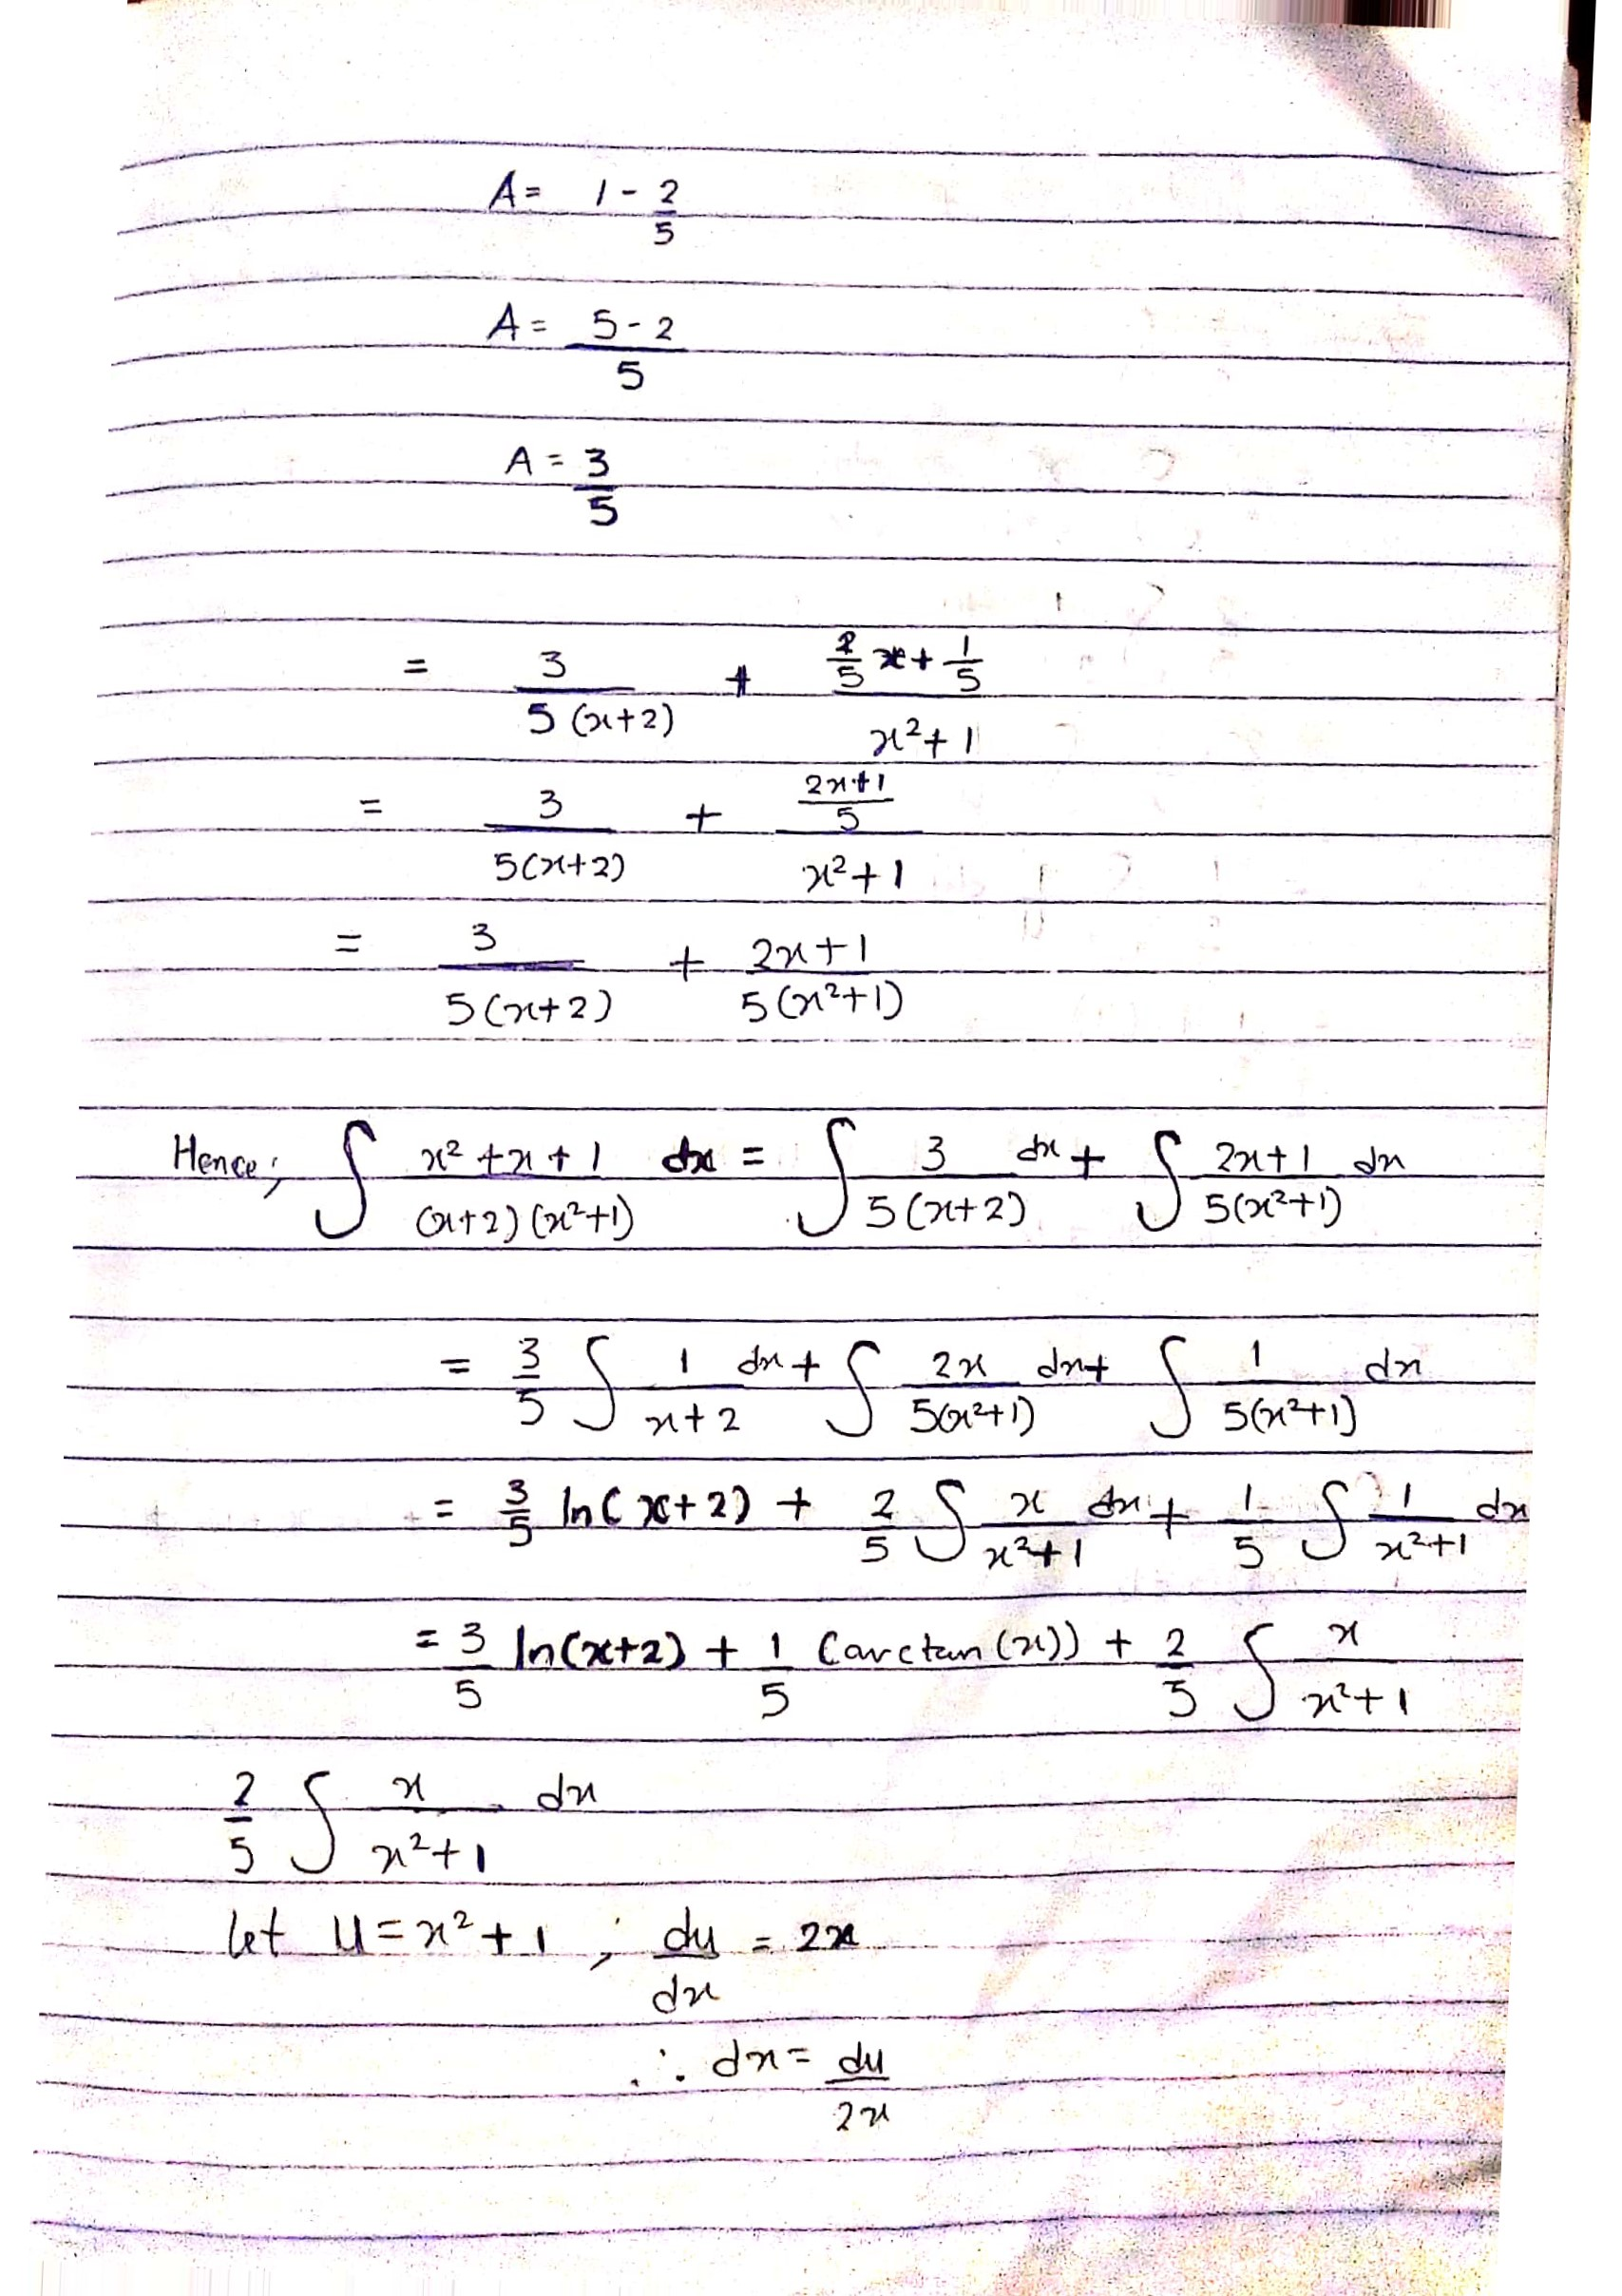 A = 1 - 2/5
A = (5 - 2)/5
A = 3/5
= 3/(5(x+2)) + (2/5 x + 1/5)/(x² + 1)
= 3/(5(x+2)) + ((2x+1)/5)/(x² + 1)
= 3/(5(x+2)) + (2x+1)/(5(x²+1))
Hence; ∫ (x² + x + 1)/((x+2)(x²+1)) dx = ∫ 3/(5(x+2)) dx + ∫ (2x+1)/(5(x²+1)) dx
= 3/5 ∫ 1/(x+2) dx + ∫ 2x/(5(x²+1)) dx + ∫ 1/(5(x²+1)) dx
= 3/5 ln(x+2) + 2/5 ∫ x/(x²+1) dx + 1/5 ∫ 1/(x²+1) dx
= 3/5 ln(x+2) + 1/5 (arctan(x)) + 2/5 ∫ x/(x²+1)
2/5 ∫ x/(x²+1) dx
let u = x² + 1 ; du/dx = 2x
∴ dx = du/2x